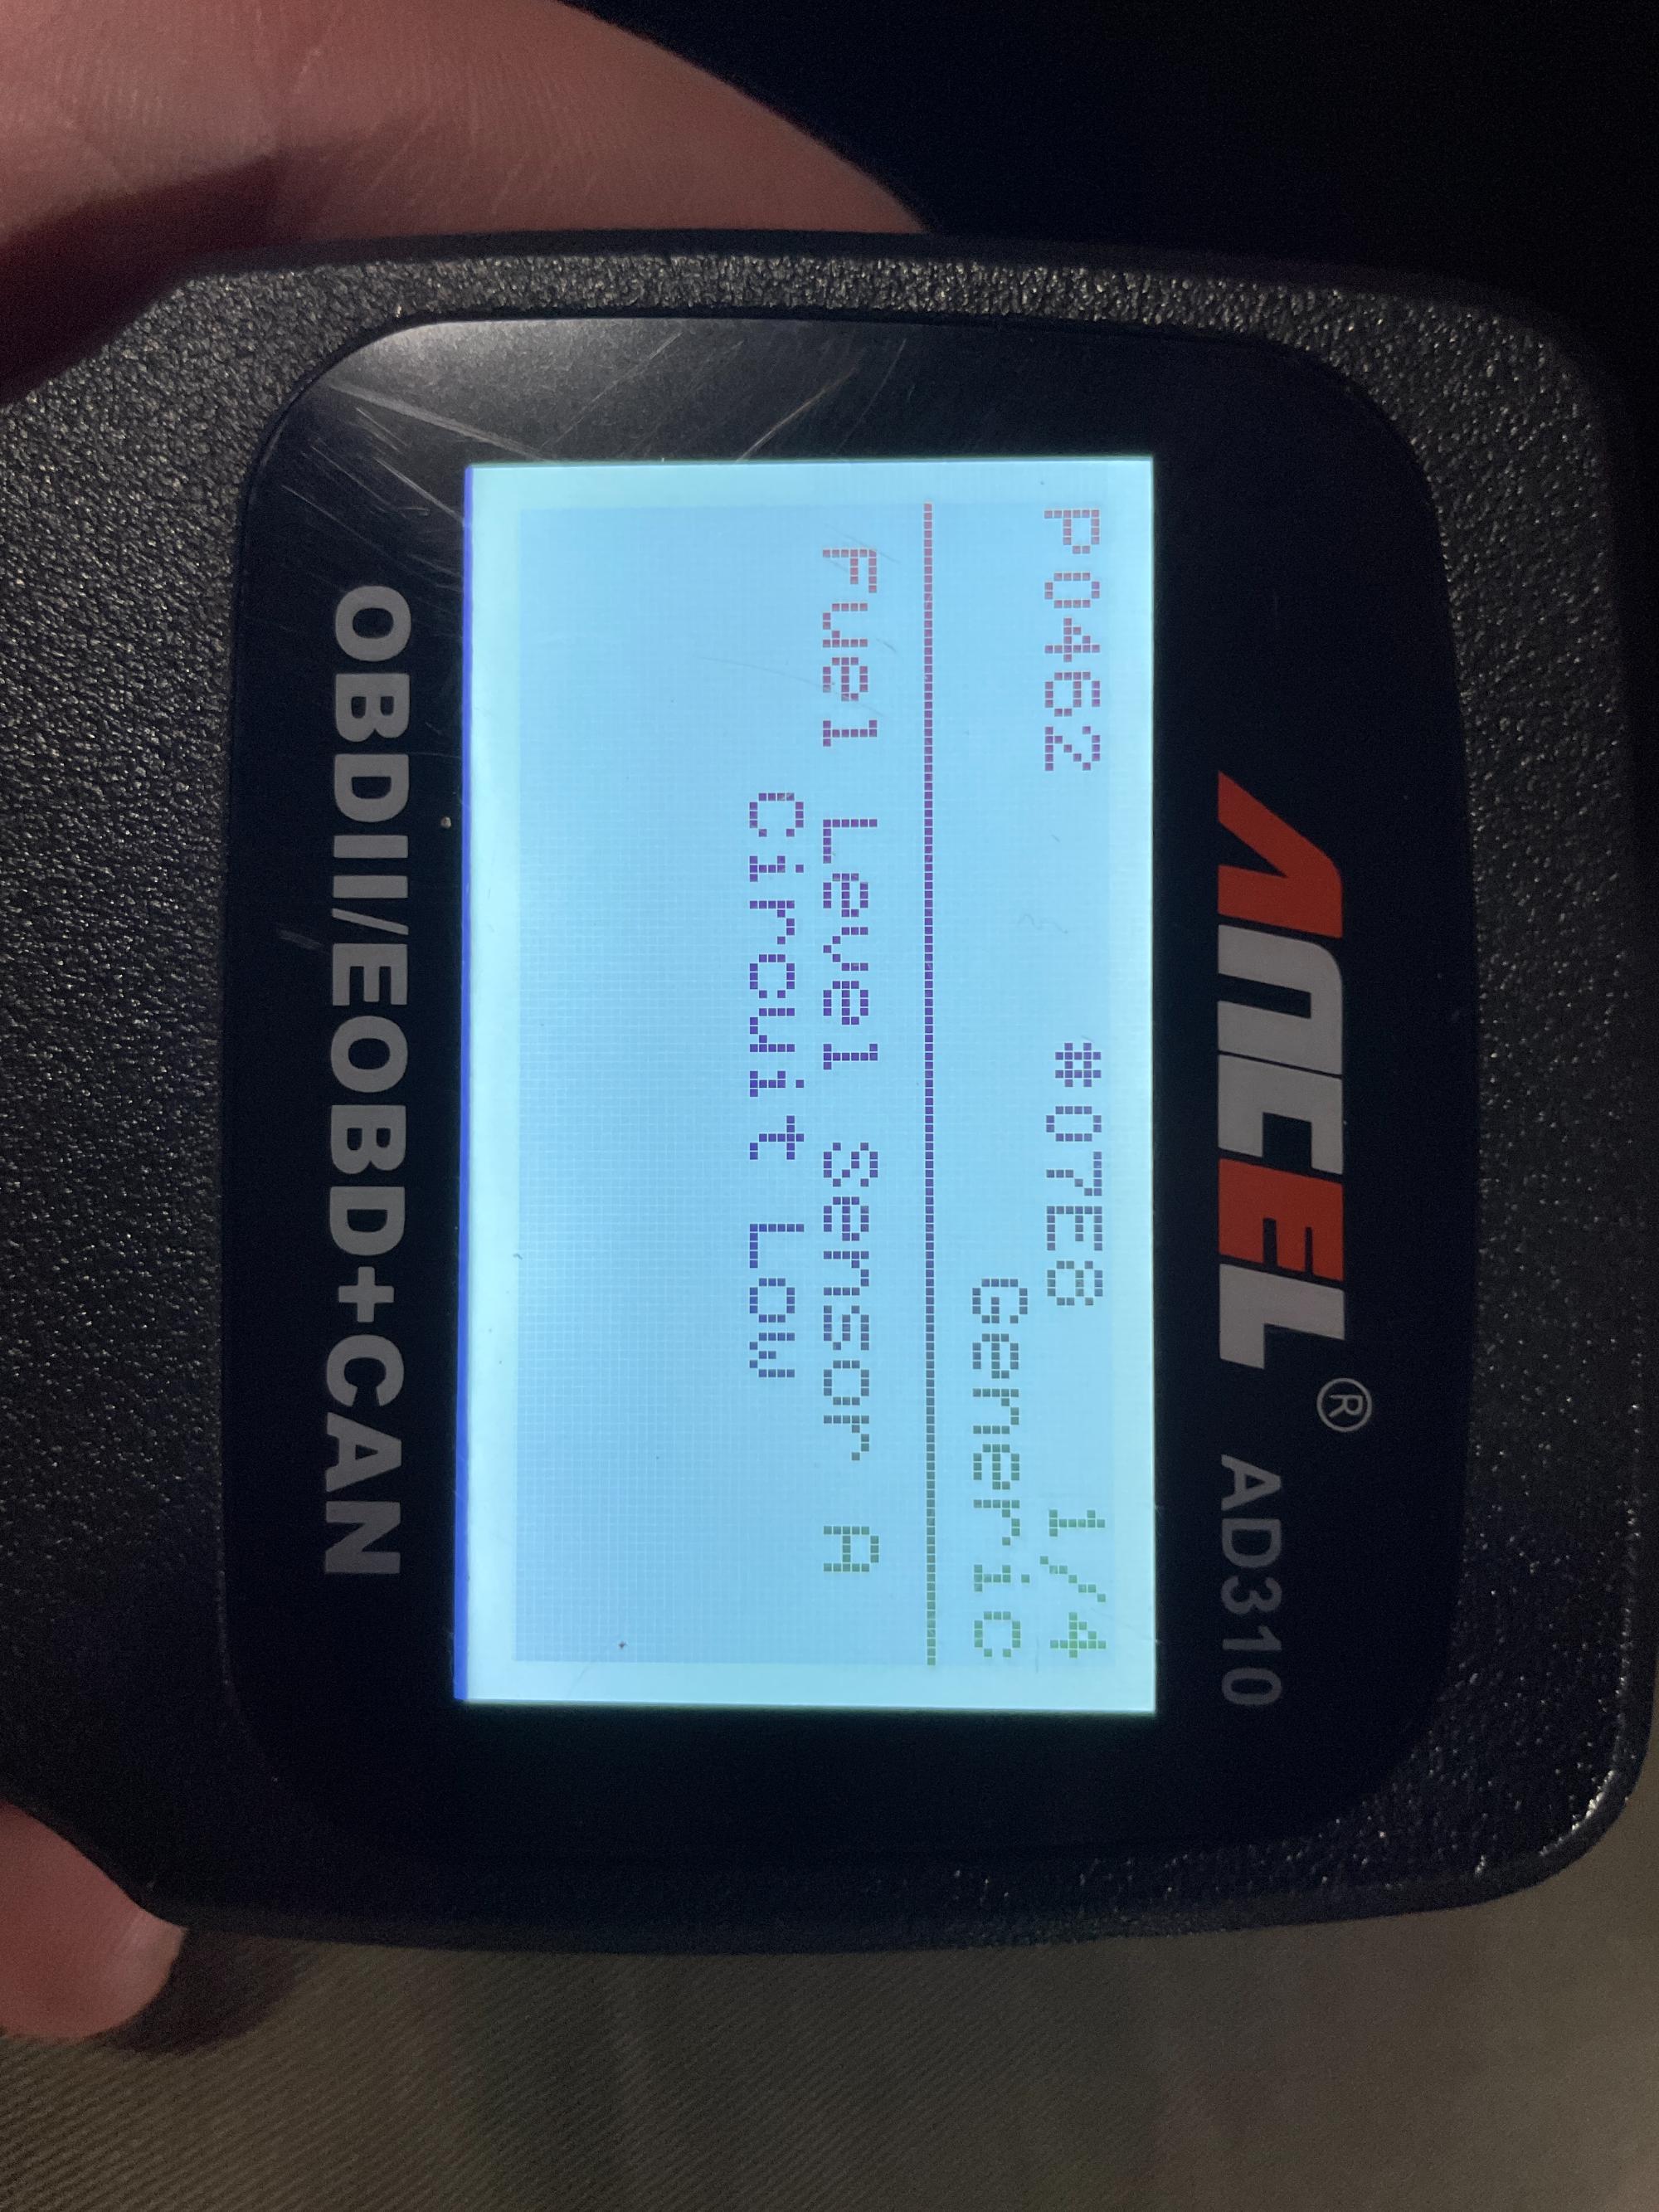 ANCEL® AD310
P0462 #07E8 1/4
Generic
Fuel Level Sensor A
Circuit Low
OBDII/EOBD+CAN